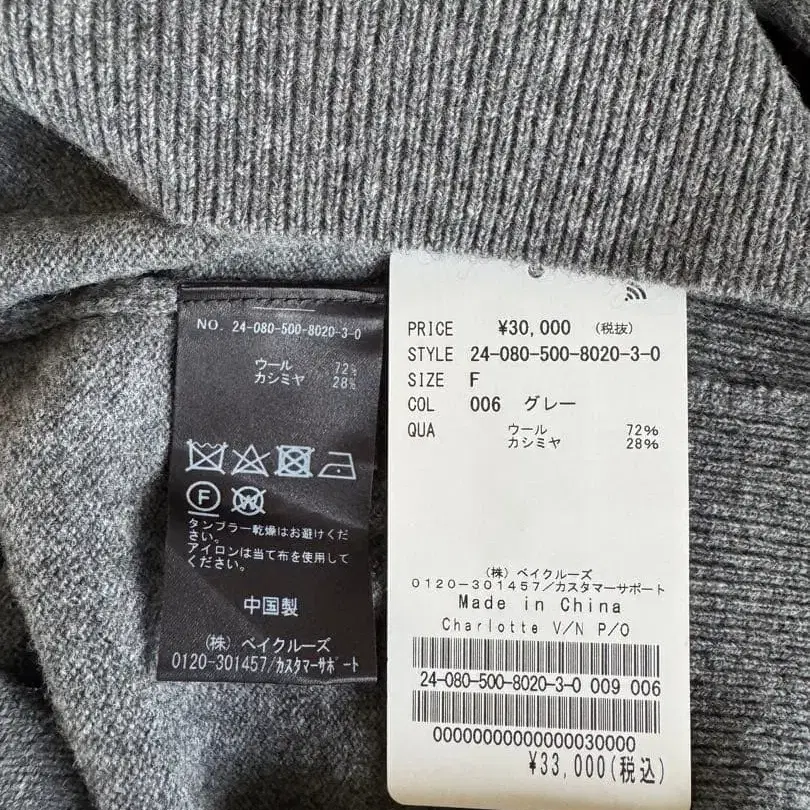 NO. 24-080-500-8020-3-0
ウール 72%
カシミヤ 28%
F
W
タンブラー乾燥はお避けくだ
さい。
アイロンは当て布を使用して
ください。
中国製
(株)ベイクルーズ
0120-301457/カスタマーサポート
PRICE ¥30,000 (税抜)
STYLE 24-080-500-8020-3-0
SIZE F
COL 006 グレー
QUA ウール 72%
カシミヤ 28%
(株)ベイクルーズ
0120-301457/カスタマーサポート
Made in China
Charlotte V/N P/O
24-080-500-8020-3-0 009 006
00000000000000030000
¥33,000(税込)